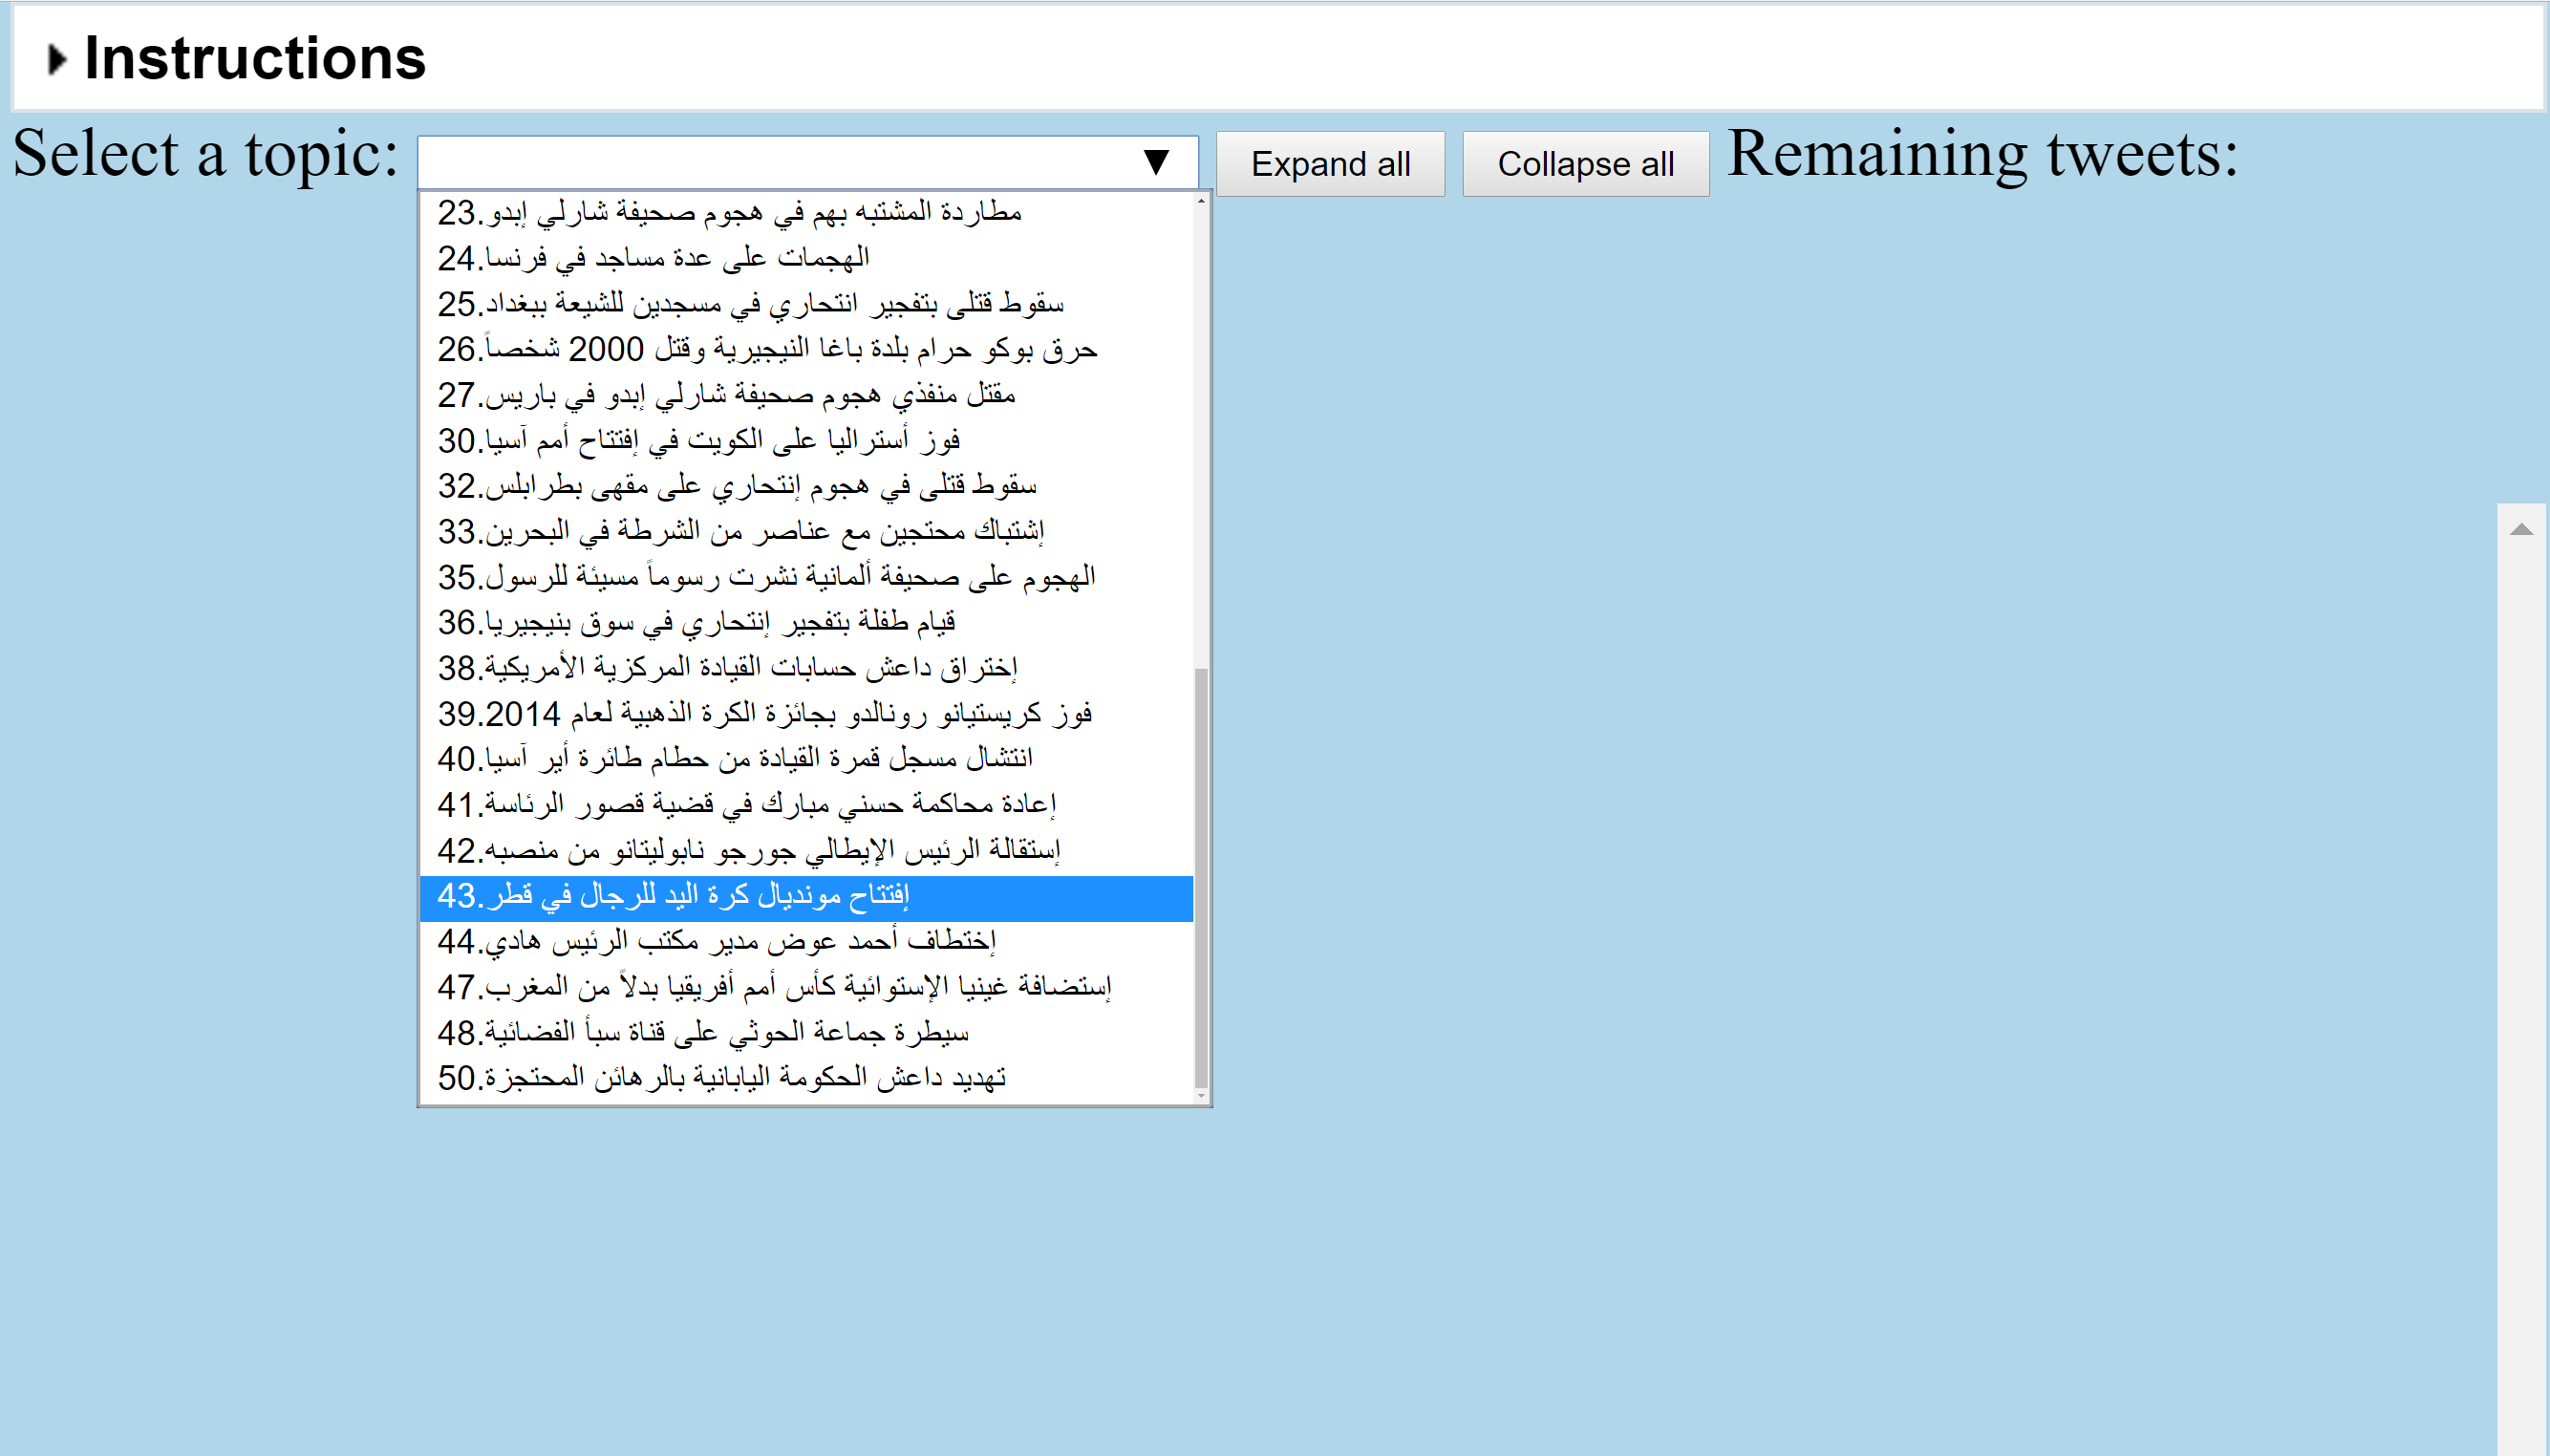 Instructions
Select a topic: Expand all Collapse all Remaining tweets:
23.مطاردة المشتبه بهم في هجوم صحيفة شارلي إبدو
24.الهجمات على عدة مساجد في فرنسا
25.سقوط قتلى بتفجير انتحاري في مسجدين للشيعة ببغداد
26.حرق بوكو حرام بلدة باغا النيجيرية وقتل 2000 شخصاً
27.مقتل منفذي هجوم صحيفة شارلي إبدو في باريس
30.فوز أستراليا على الكويت في إفتتاح أمم آسيا
32.سقوط قتلى في هجوم إنتحاري على مقهى بطرابلس
33.إشتباك محتجين مع عناصر من الشرطة في البحرين
35.الهجوم على صحيفة ألمانية نشرت رسوماً مسيئة للرسول
36.قيام طفلة بتفجير إنتحاري في سوق بنيجيريا
38.إختراق داعش حسابات القيادة المركزية الأمريكية
39.فوز كريستيانو رونالدو بجائزة الكرة الذهبية لعام 2014
40.انتشال مسجل قمرة القيادة من حطام طائرة أير آسيا
41.إعادة محاكمة حسني مبارك في قضية قصور الرئاسة
42.إستقالة الرئيس الإيطالي جورجو نابوليتانو من منصبه
43.إفتتاح مونديال كرة اليد للرجال في قطر
44.إختطاف أحمد عوض مدير مكتب الرئيس هادي
47.إستضافة غينيا الإستوائية كأس أمم أفريقيا بدلاً من المغرب
48.سيطرة جماعة الحوثي على قناة سبأ الفضائية
50.تهديد داعش الحكومة اليابانية بالرهائن المحتجزة